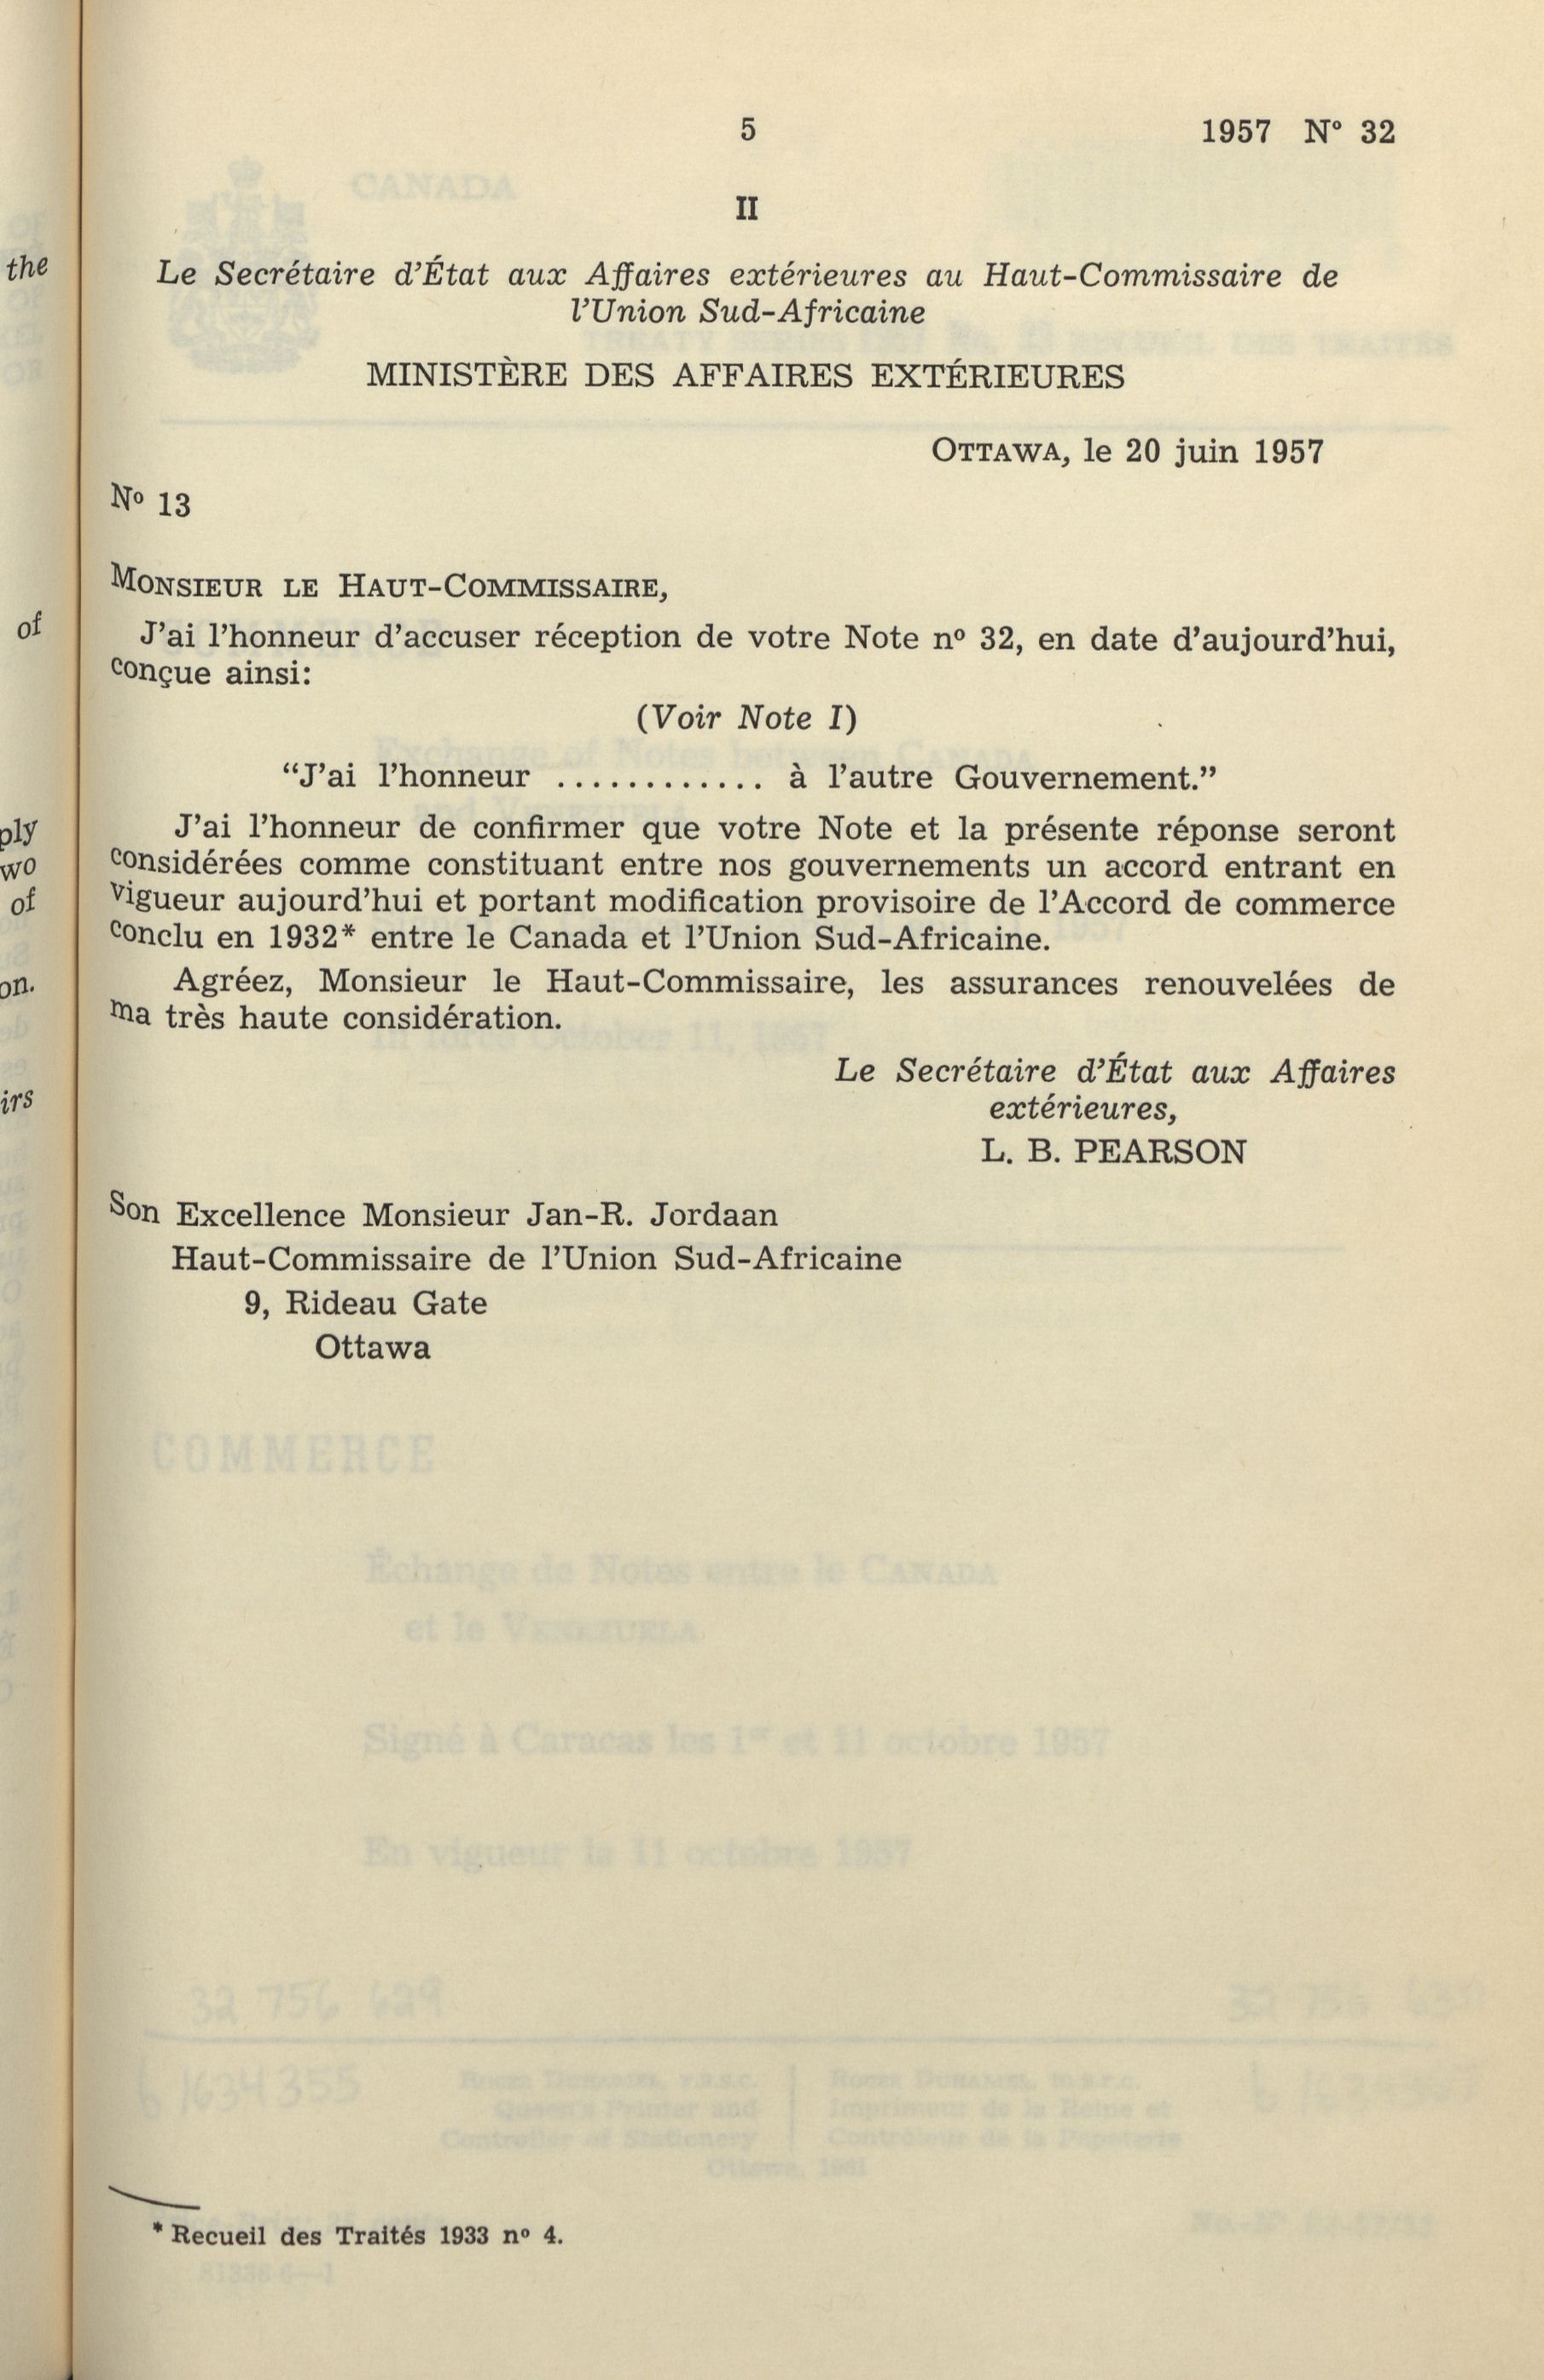 5
1957 Nº 32
II
Le Secrétaire d'État aux Affaires extérieures au Haut-Commissaire de
l'Union Sud-Africaine
MINISTÈRE DES AFFAIRES EXTÉRIEURES
OTTAWA, le 20 juin 1957
Nº 13
MONSIEUR LE HAUT-COMMISSAIRE,
J'ai l'honneur d'accuser réception de votre Note nº 32, en date d'aujourd'hui,
conçue ainsi:
(Voir Note I)
“J'ai l'honneur ............. à l'autre Gouvernement.”
J'ai l'honneur de confirmer que votre Note et la présente réponse seront
considérées comme constituant entre nos gouvernements un accord entrant en
vigueur aujourd'hui et portant modification provisoire de l'Accord de commerce
conclu en 1932* entre le Canada et l'Union Sud-Africaine.
Agréez, Monsieur le Haut-Commissaire, les assurances renouvelées de
ma très haute considération.
Le Secrétaire d'État aux Affaires
extérieures,
L. B. PEARSON
Son Excellence Monsieur Jan-R. Jordaan
Haut-Commissaire de l'Union Sud-Africaine
9, Rideau Gate
Ottawa
* Recueil des Traités 1933 nº 4.